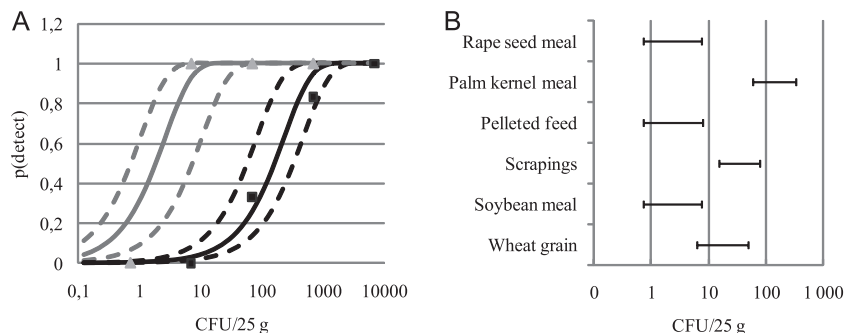 A
p(detect)
1,2
1
0,8
0,6
0,4
0,2
0
0,1 1 10 100 1000 10000
CFU/25 g
B
Rape seed meal
Palm kernel meal
Pelleted feed
Scrapings
Soybean meal
Wheat grain
0 1 10 100 1 000
CFU/25 g